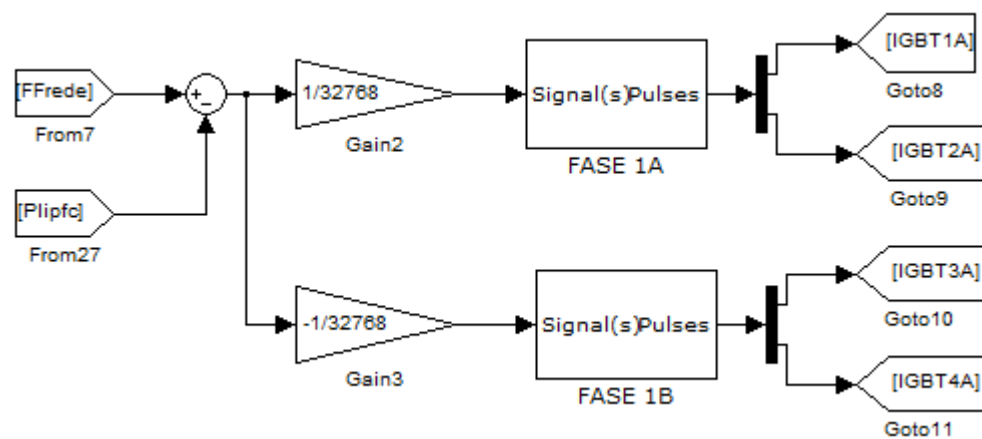 [IGBT1A]
Goto8
[FFrede]
From7
+
−
1/32768
Gain2
Signal(s)Pulses
FASE 1A
[IGBT2A]
Goto9
[PIipfc]
From27
[IGBT3A]
Goto10
-1/32768
Gain3
Signal(s)Pulses
FASE 1B
[IGBT4A]
Goto11